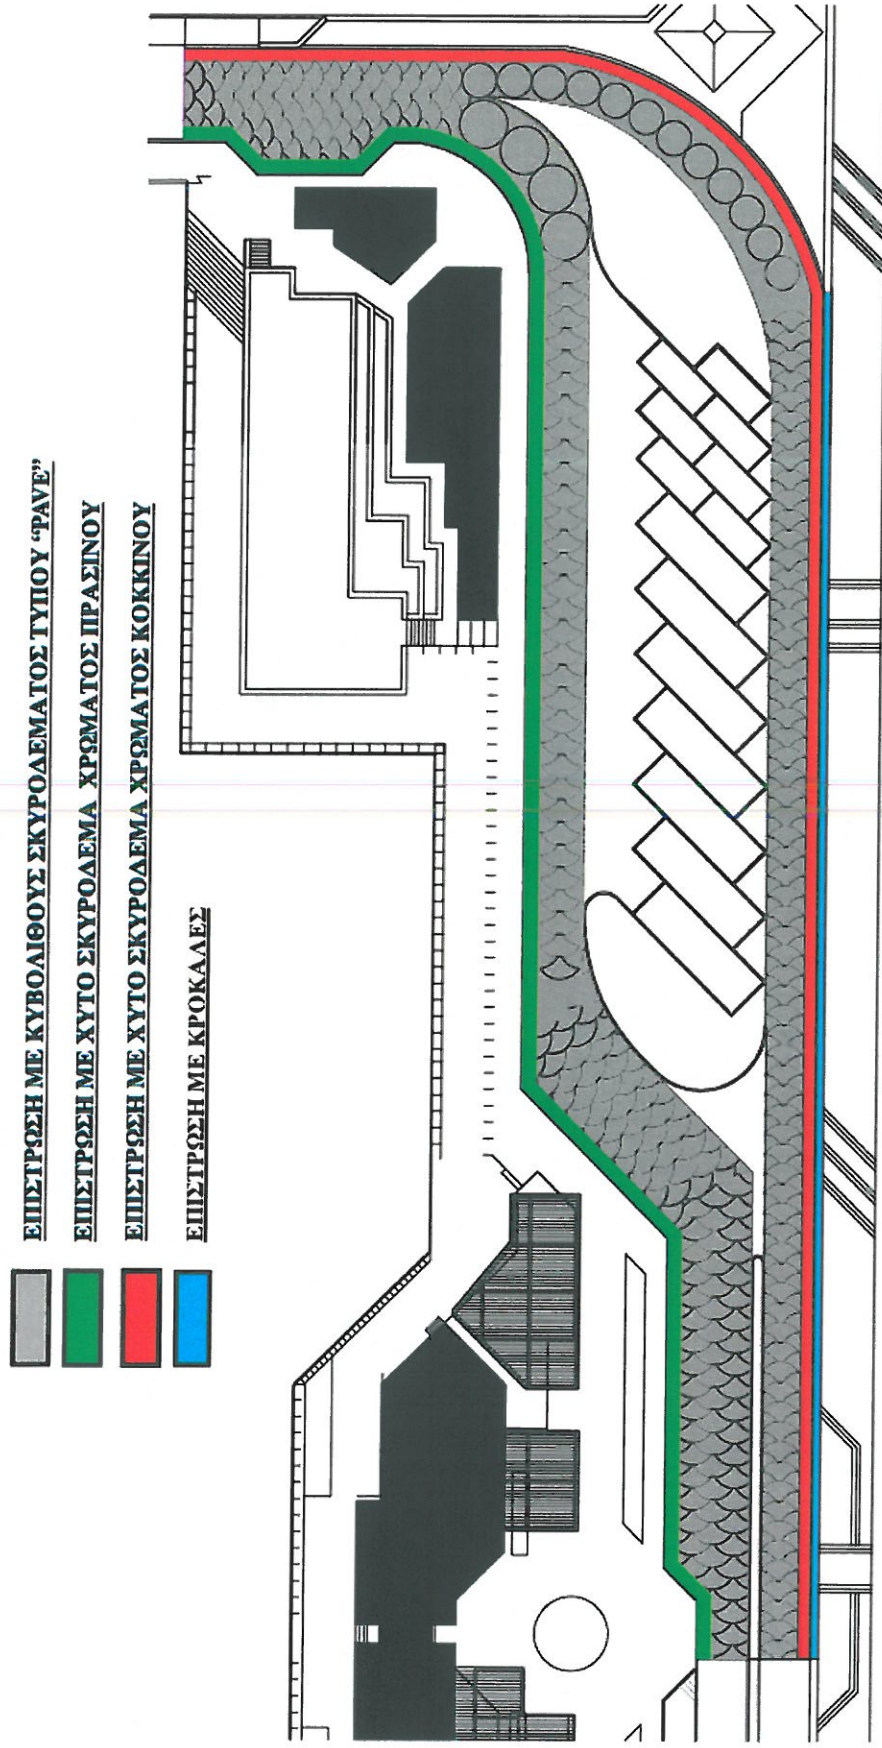 ΕΠΙΣΤΡΩΣΗ ΜΕ ΚΥΒΟΛΙΘΟΥΣ ΣΚΥΡΟΔΕΜΑΤΟΣ ΤΥΠΟΥ “PAVE”
ΕΠΙΣΤΡΩΣΗ ΜΕ ΧΥΤΟ ΣΚΥΡΟΔΕΜΑ ΧΡΩΜΑΤΟΣ ΠΡΑΣΙΝΟΥ
ΕΠΙΣΤΡΩΣΗ ΜΕ ΧΥΤΟ ΣΚΥΡΟΔΕΜΑ ΧΡΩΜΑΤΟΣ ΚΟΚΚΙΝΟΥ
ΕΠΙΣΤΡΩΣΗ ΜΕ ΚΡΟΚΑΛΕΣ